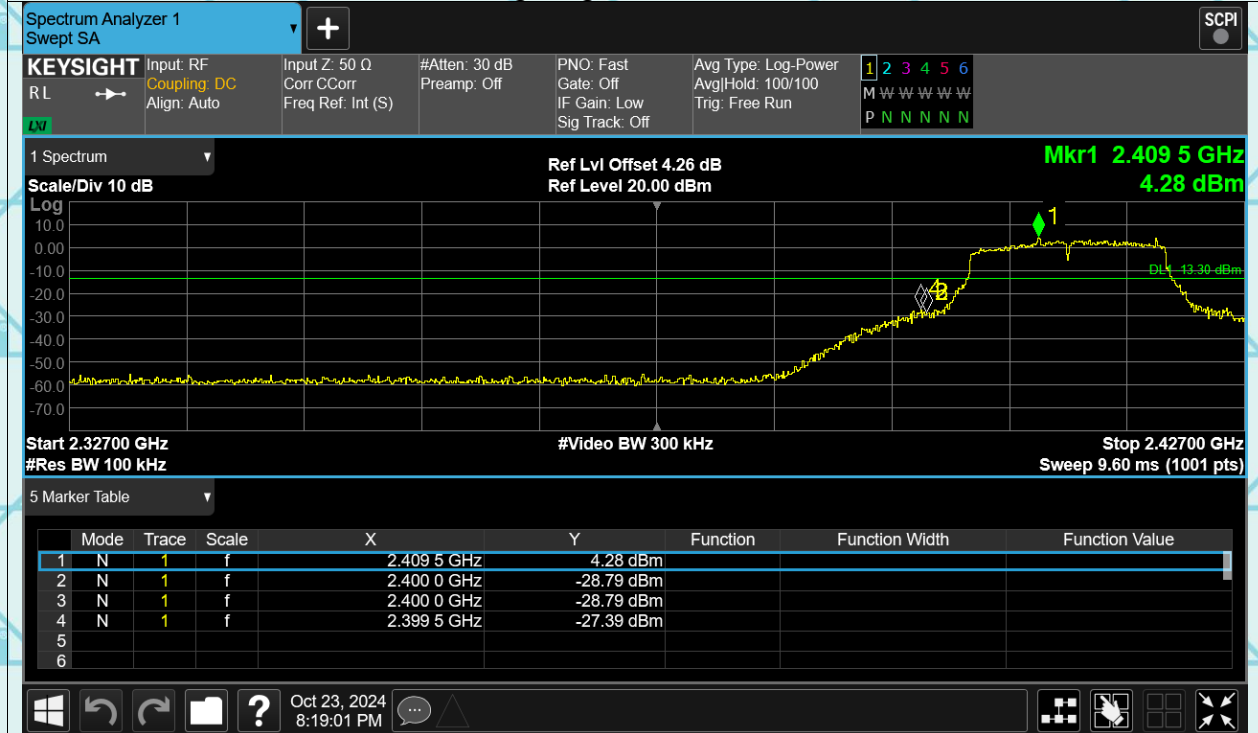 Spectrum Analyzer 1
Swept SA
SCPI
KEYSIGHT
R L
LXI
Input: RF
Coupling: DC
Align: Auto
Input Z: 50 Ω
Corr CCorr
Freq Ref: Int (S)
#Atten: 30 dB
Preamp: Off
PNO: Fast
Gate: Off
IF Gain: Low
Sig Track: Off
Avg Type: Log-Power
Avg|Hold: 100/100
Trig: Free Run
1 2 3 4 5 6
M W W W W W
P N N N N N
1 Spectrum
Scale/Div 10 dB
Ref Lvl Offset 4.26 dB
Ref Level 20.00 dBm
Mkr1 2.409 5 GHz
4.28 dBm
Log
10.0
0.00
-10.0
-20.0
-30.0
-40.0
-50.0
-60.0
-70.0
1
DL1 -13.30 dBm
Start 2.32700 GHz
#Res BW 100 kHz
#Video BW 300 kHz
Stop 2.42700 GHz
Sweep 9.60 ms (1001 pts)
5 Marker Table
Mode Trace Scale X Y Function Function Width Function Value
1 N 1 f 2.409 5 GHz 4.28 dBm
2 N 1 f 2.400 0 GHz -28.79 dBm
3 N 1 f 2.400 0 GHz -28.79 dBm
4 N 1 f 2.399 5 GHz -27.39 dBm
5
6
?
Oct 23, 2024
8:19:01 PM